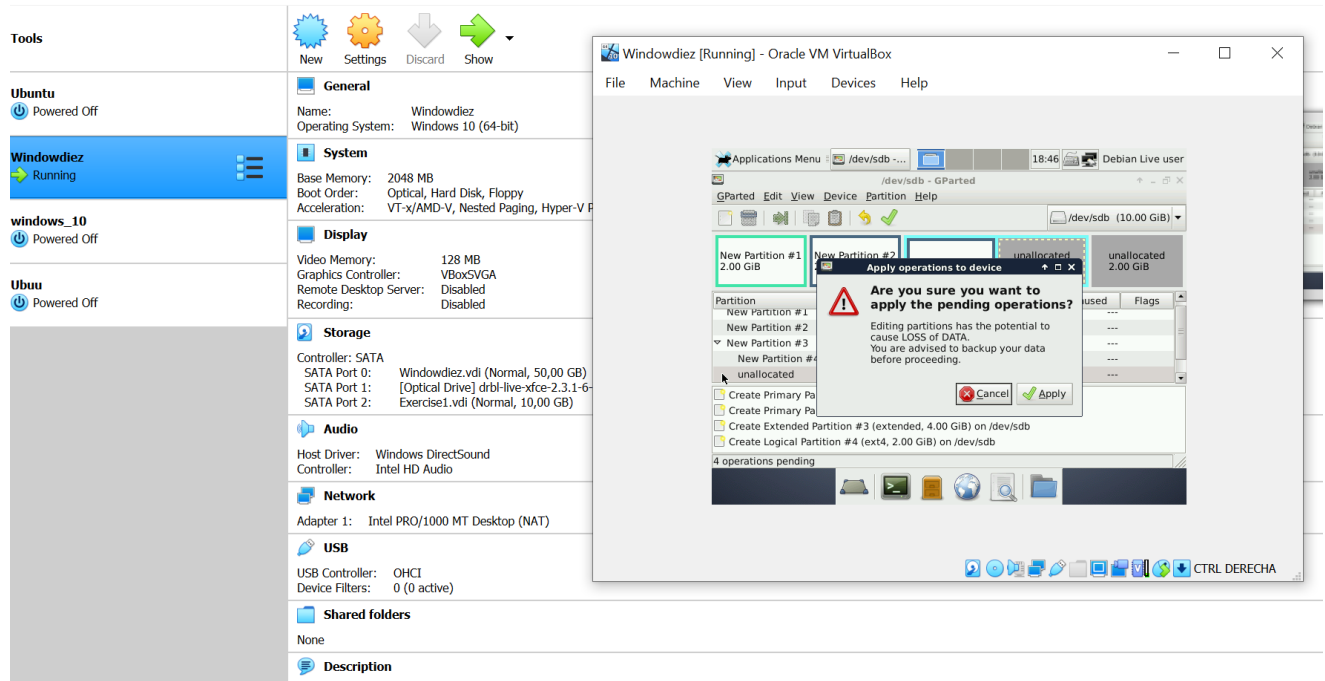 Tools
Ubuntu
Powered Off
Windowdiez
Running
windows_10
Powered Off
Ubuu
Powered Off
New Settings Discard Show
General
Name: Windowdiez
Operating System: Windows 10 (64-bit)
System
Base Memory: 2048 MB
Boot Order: Optical, Hard Disk, Floppy
Acceleration: VT-x/AMD-V, Nested Paging, Hyper-V
Display
Video Memory: 128 MB
Graphics Controller: VBoxSVGA
Remote Desktop Server: Disabled
Recording: Disabled
Storage
Controller: SATA
SATA Port 0: Windowdiez.vdi (Normal, 50,00 GB)
SATA Port 1: [Optical Drive] drbl-live-xfce-2.3.1-6-
SATA Port 2: Exercise1.vdi (Normal, 10,00 GB)
Audio
Host Driver: Windows DirectSound
Controller: Intel HD Audio
Network
Adapter 1: Intel PRO/1000 MT Desktop (NAT)
USB
USB Controller: OHCI
Device Filters: 0 (0 active)
Shared folders
None
Description
Windowdiez [Running] - Oracle VM VirtualBox
File Machine View Input Devices Help
Applications Menu /dev/sdb -... 18:46 Debian Live user
/dev/sdb - GParted
GParted Edit View Device Partition Help
/dev/sdb (10.00 GiB)
New Partition #1
2.00 GiB
New Partition #2
unallocated
unallocated
2.00 GiB
Partition Flags
New Partition #1 ---
New Partition #2 ---
New Partition #3 ---
New Partition #4 ---
unallocated ---
Apply operations to device
Are you sure you want to
apply the pending operations?
Editing partitions has the potential to
cause LOSS of DATA.
You are advised to backup your data
before proceeding.
Cancel Apply
Create Primary Pa
Create Primary Pa
Create Extended Partition #3 (extended, 4.00 GiB) on /dev/sdb
Create Logical Partition #4 (ext4, 2.00 GiB) on /dev/sdb
4 operations pending
CTRL DERECHA